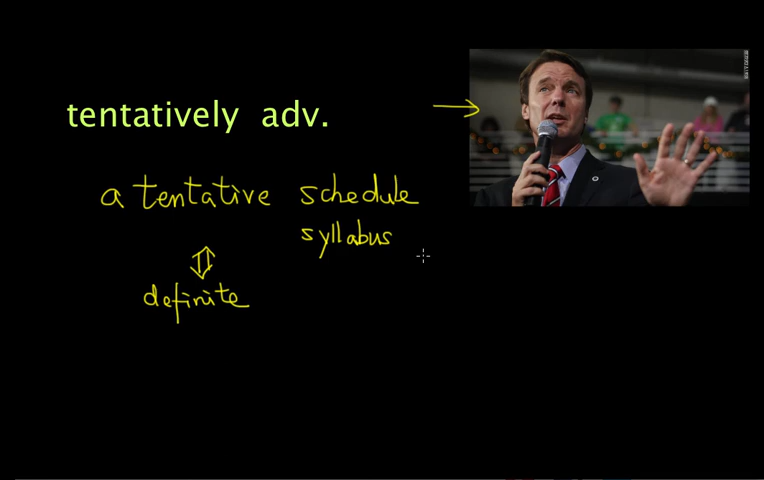 tentatively adv.
a tentative schedule
syllabus
definite